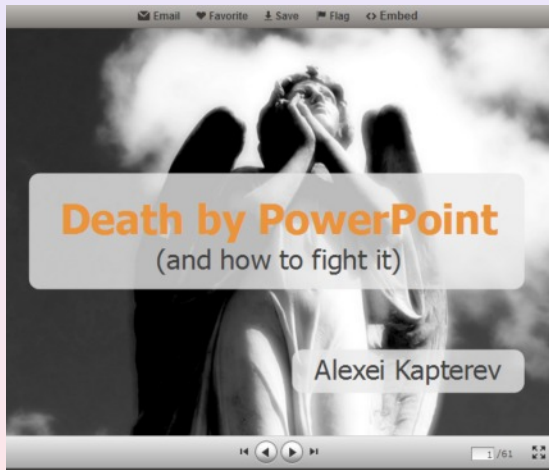 Email Favorite Save Flag Embed
Death by PowerPoint
(and how to fight it)
Alexei Kapterev
1 /61